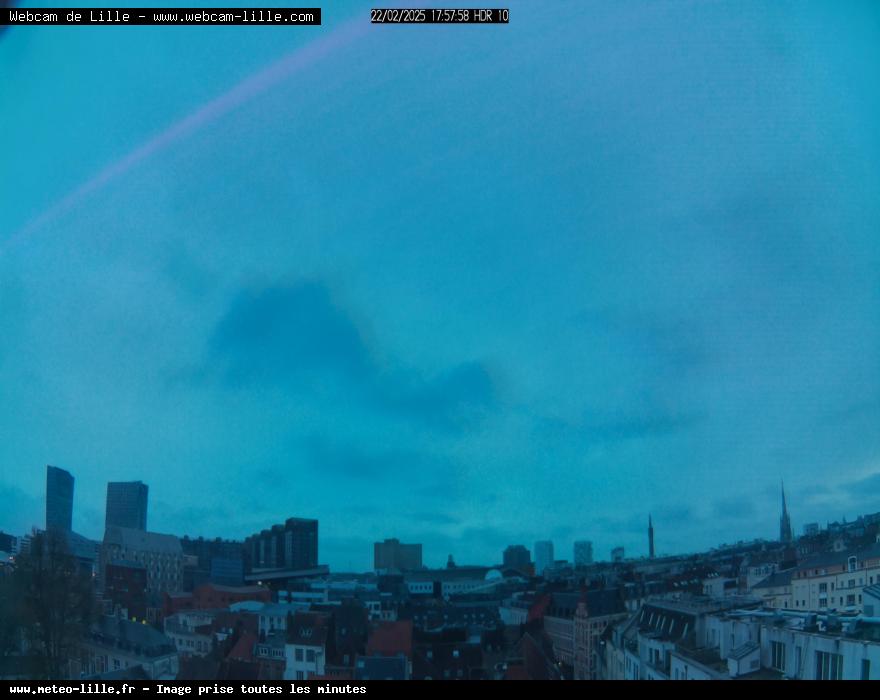 Webcam de Lille - www.webcam-lille.com
22/02/2025 17:57:58 HDR 10
www.meteo-lille.fr - Image prise toutes les minutes